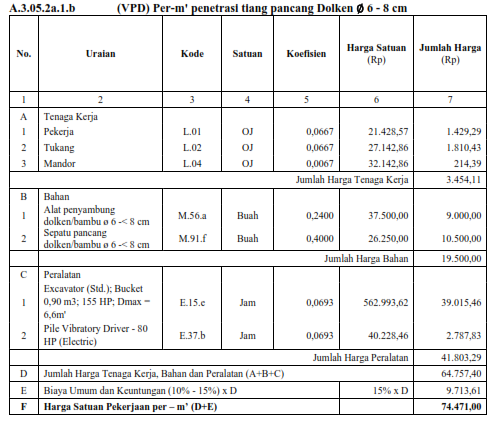 A.3.05.2a.1.b (VPD) Per-m' penetrasi tiang pancang Dolken Ø 6 - 8 cm
No. Uraian Kode Satuan Koefisien Harga Satuan (Rp) Jumlah Harga (Rp)
1 2 3 4 5 6 7
A Tenaga Kerja
1 Pekerja L.01 OJ 0,0667 21.428,57 1.429,29
2 Tukang L.02 OJ 0,0667 27.142,86 1.810,43
3 Mandor L.04 OJ 0,0067 32.142,86 214,39
Jumlah Harga Tenaga Kerja 3.454,11
B Bahan
1 Alat penyambung dolken/bambu ø 6 -< 8 cm M.56.a Buah 0,2400 37.500,00 9.000,00
2 Sepatu pancang dolken/bambu ø 6 -< 8 cm M.91.f Buah 0,4000 26.250,00 10.500,00
Jumlah Harga Bahan 19.500,00
C Peralatan
1 Excavator (Std.); Bucket 0,90 m3; 155 HP; Dmax = 6,6m' E.15.e Jam 0,0693 562.993,62 39.015,46
2 Pile Vibratory Driver - 80 HP (Electric) E.37.b Jam 0,0693 40.228,46 2.787,83
Jumlah Harga Peralatan 41.803,29
D Jumlah Harga Tenaga Kerja, Bahan dan Peralatan (A+B+C) 64.757,40
E Biaya Umum dan Keuntungan (10% - 15%) x D 15% x D 9.713,61
F Harga Satuan Pekerjaan per – m' (D+E) 74.471,00